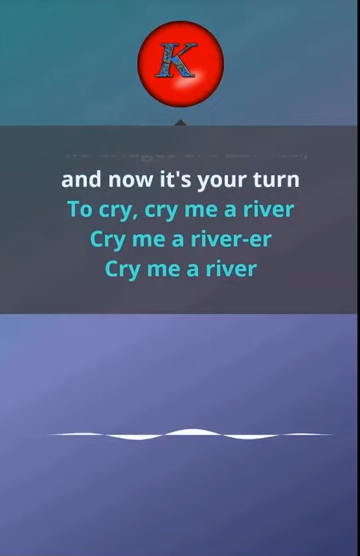 K
and now it's your turn
To cry, cry me a river
Cry me a river-er
Cry me a river